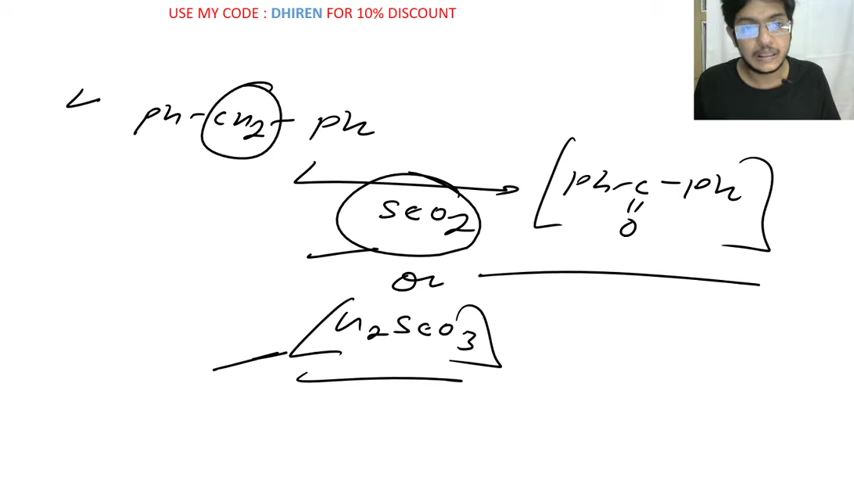 USE MY CODE : DHIREN FOR 10% DISCOUNT
ph-CH2-ph
SeO2
ph-C-ph
O
or
H2SeO3